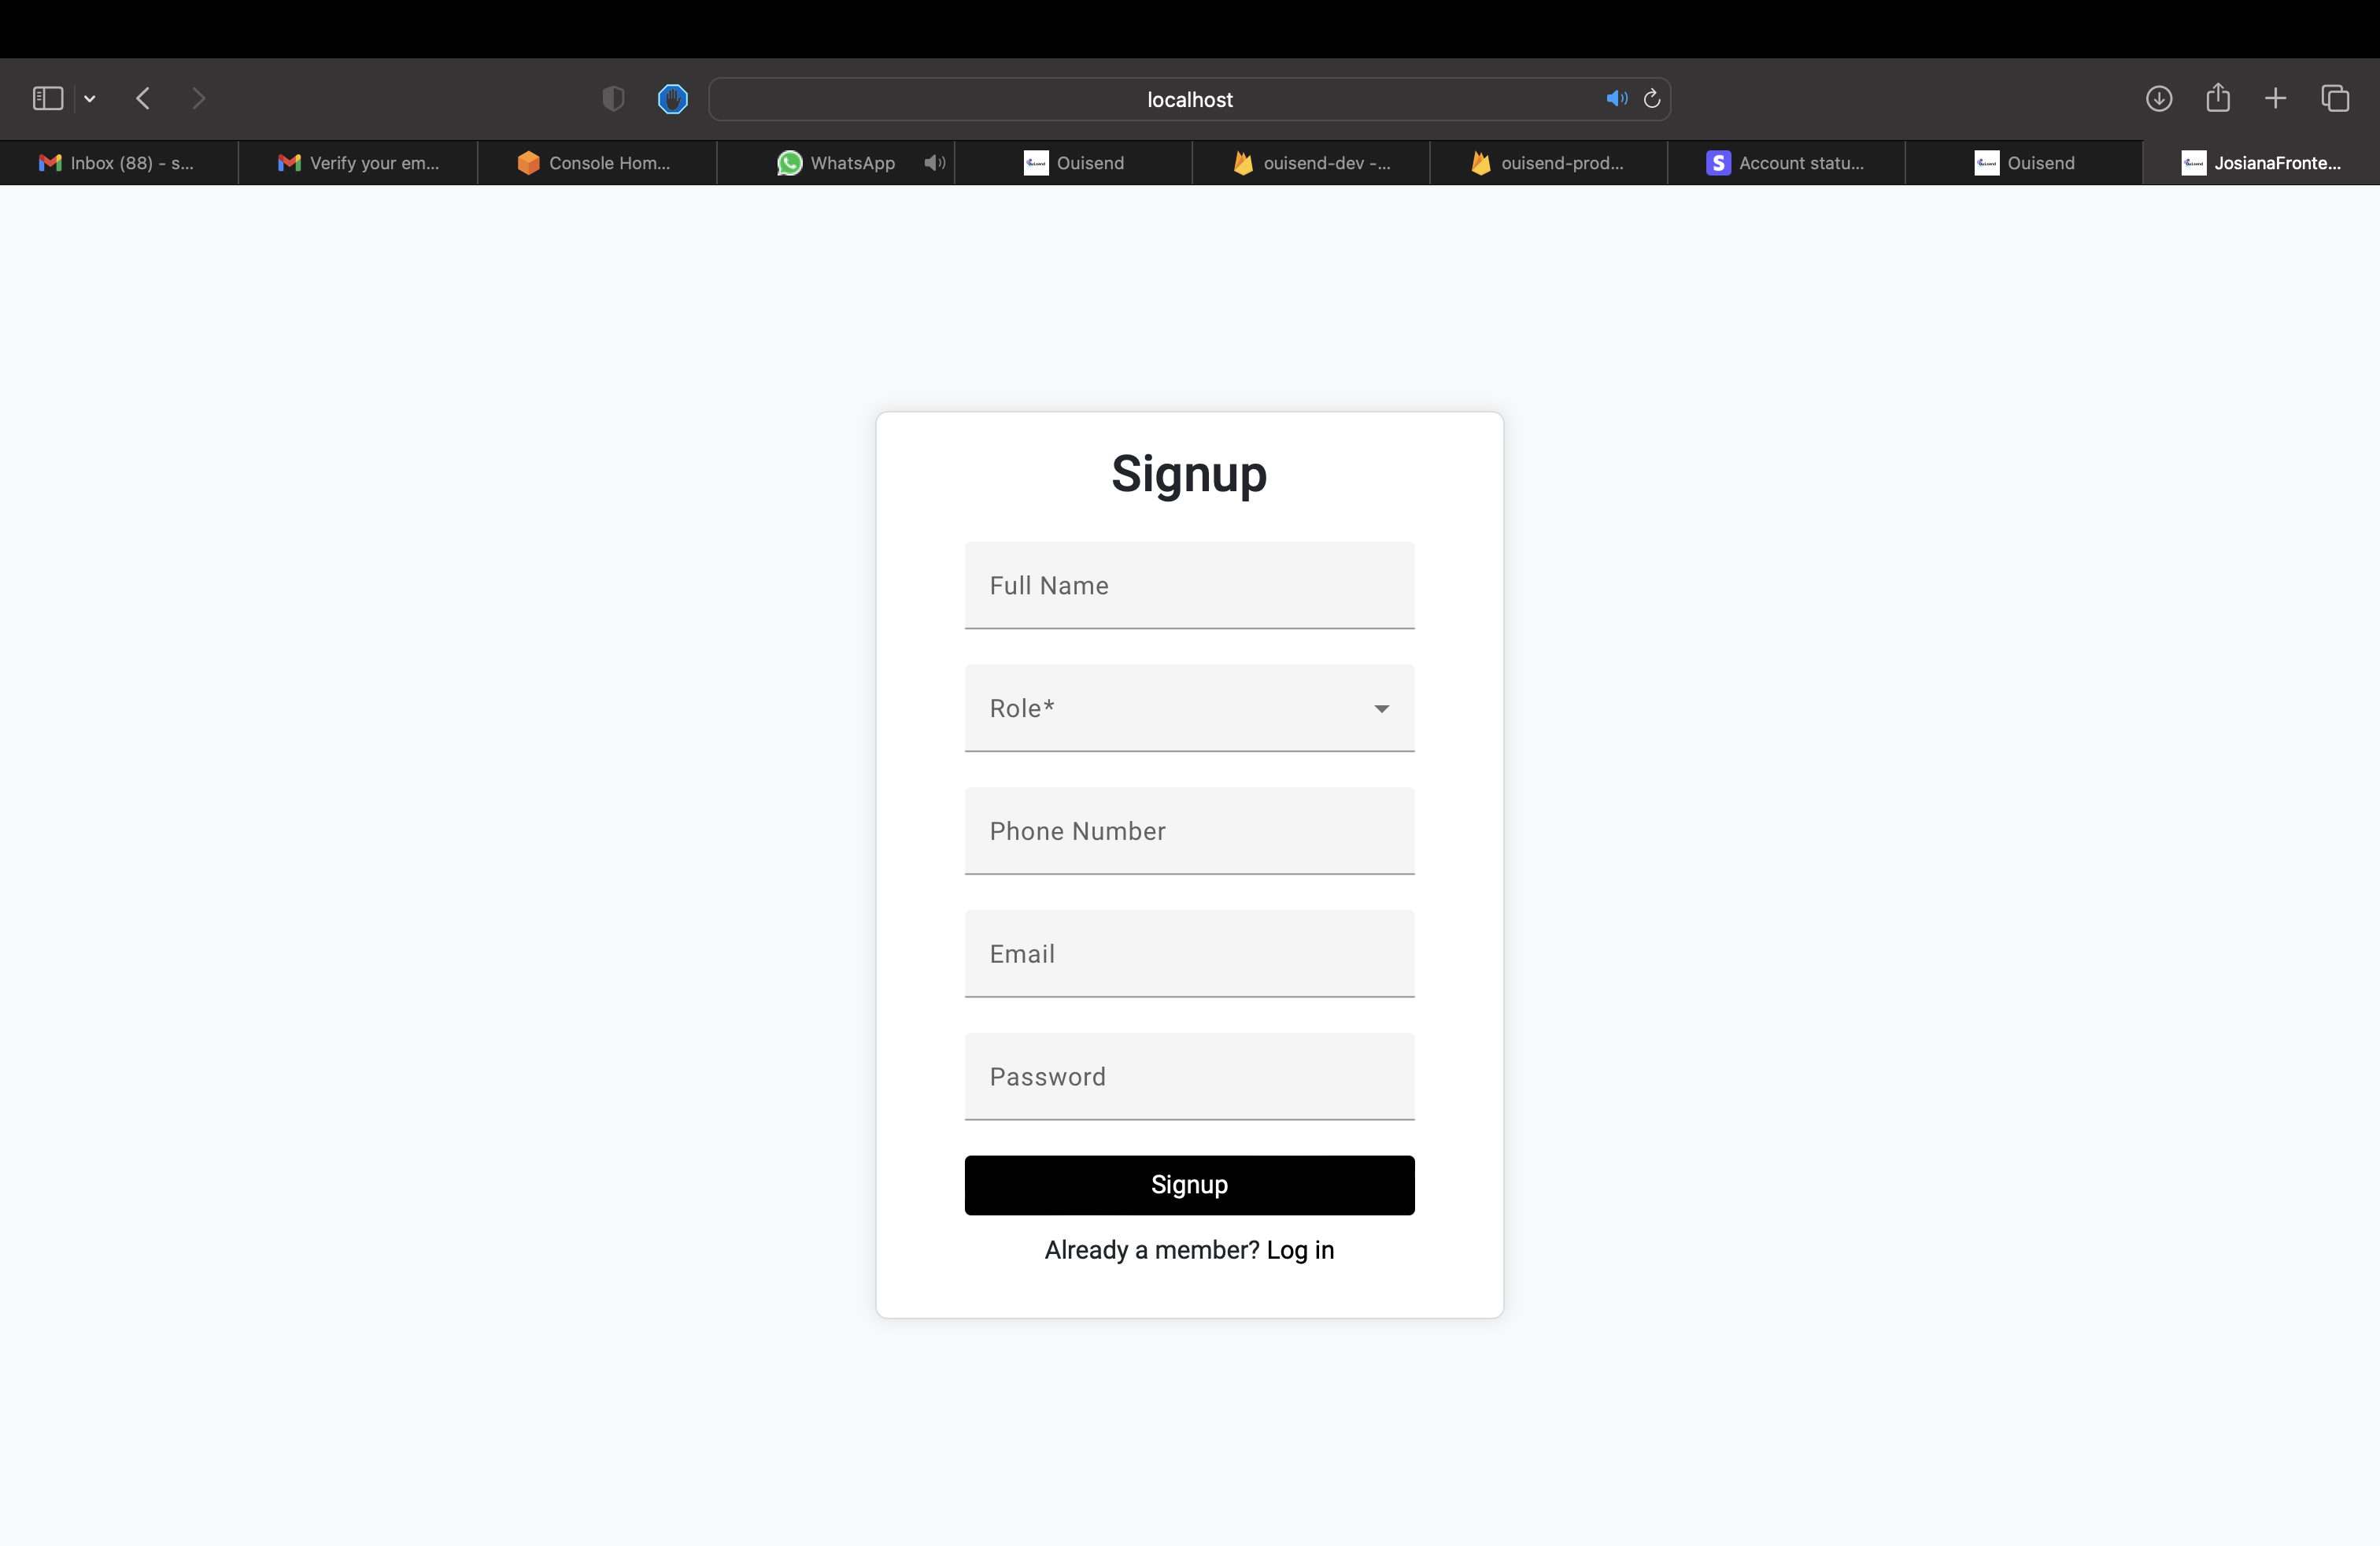 localhost
Inbox (88) - s...
Verify your em...
Console Hom...
WhatsApp
Ouisend
ouisend-dev -...
ouisend-prod...
S Account statu...
Ouisend
JosianaFronte...
Signup
Full Name
Role*
Phone Number
Email
Password
Signup
Already a member? Log in